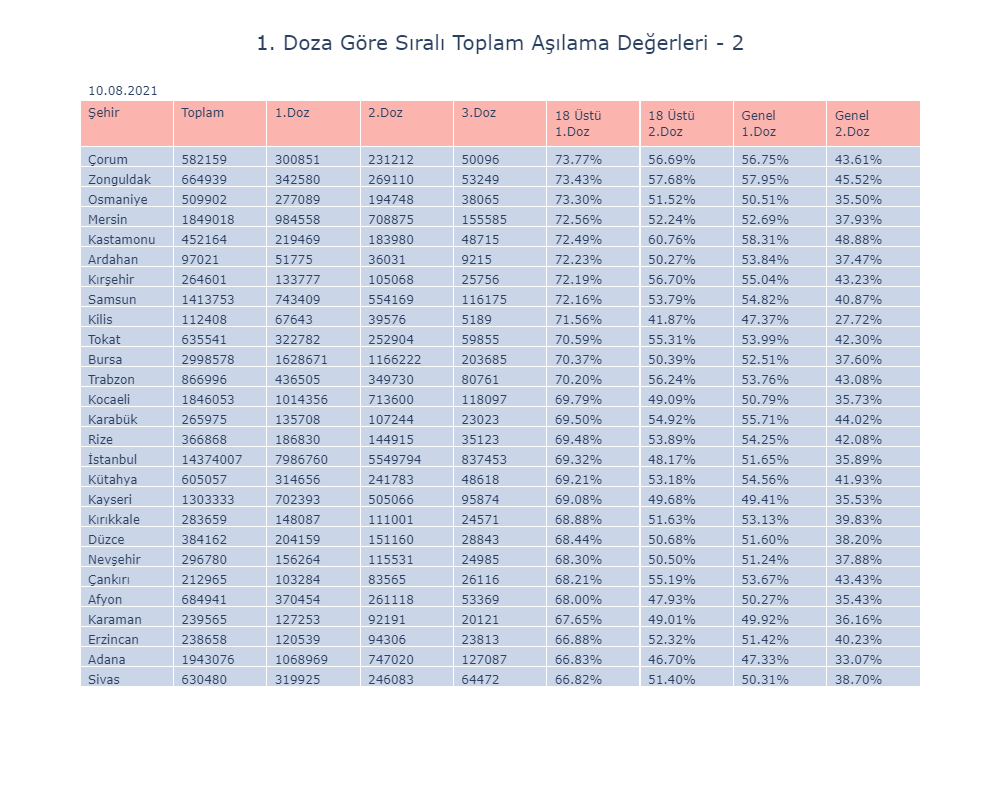 1. Doza Göre Sıralı Toplam Aşılama Değerleri - 2
10.08.2021
Şehir Toplam 1.Doz 2.Doz 3.Doz 18 Üstü 1.Doz 18 Üstü 2.Doz Genel 1.Doz Genel 2.Doz
Çorum 582159 300851 231212 50096 73.77% 56.69% 56.75% 43.61%
Zonguldak 664939 342580 269110 53249 73.43% 57.68% 57.95% 45.52%
Osmaniye 509902 277089 194748 38065 73.30% 51.52% 50.51% 35.50%
Mersin 1849018 984558 708875 155585 72.56% 52.24% 52.69% 37.93%
Kastamonu 452164 219469 183980 48715 72.49% 60.76% 58.31% 48.88%
Ardahan 97021 51775 36031 9215 72.23% 50.27% 53.84% 37.47%
Kırşehir 264601 133777 105068 25756 72.19% 56.70% 55.04% 43.23%
Samsun 1413753 743409 554169 116175 72.16% 53.79% 54.82% 40.87%
Kilis 112408 67643 39576 5189 71.56% 41.87% 47.37% 27.72%
Tokat 635541 322782 252904 59855 70.59% 55.31% 53.99% 42.30%
Bursa 2998578 1628671 1166222 203685 70.37% 50.39% 52.51% 37.60%
Trabzon 866996 436505 349730 80761 70.20% 56.24% 53.76% 43.08%
Kocaeli 1846053 1014356 713600 118097 69.79% 49.09% 50.79% 35.73%
Karabük 265975 135708 107244 23023 69.50% 54.92% 55.71% 44.02%
Rize 366868 186830 144915 35123 69.48% 53.89% 54.25% 42.08%
İstanbul 14374007 7986760 5549794 837453 69.32% 48.17% 51.65% 35.89%
Kütahya 605057 314656 241783 48618 69.21% 53.18% 54.56% 41.93%
Kayseri 1303333 702393 505066 95874 69.08% 49.68% 49.41% 35.53%
Kırıkkale 283659 148087 111001 24571 68.88% 51.63% 53.13% 39.83%
Düzce 384162 204159 151160 28843 68.44% 50.68% 51.60% 38.20%
Nevşehir 296780 156264 115531 24985 68.30% 50.50% 51.24% 37.88%
Çankırı 212965 103284 83565 26116 68.21% 55.19% 53.67% 43.43%
Afyon 684941 370454 261118 53369 68.00% 47.93% 50.27% 35.43%
Karaman 239565 127253 92191 20121 67.65% 49.01% 49.92% 36.16%
Erzincan 238658 120539 94306 23813 66.88% 52.32% 51.42% 40.23%
Adana 1943076 1068969 747020 127087 66.83% 46.70% 47.33% 33.07%
Sivas 630480 319925 246083 64472 66.82% 51.40% 50.31% 38.70%